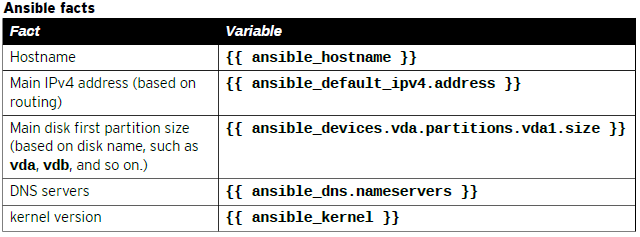 Ansible facts
Fact Variable
Hostname {{ ansible_hostname }}
Main IPv4 address (based on {{ ansible_default_ipv4.address }}
routing)
Main disk first partition size {{ ansible_devices.vda.partitions.vda1.size }}
(based on disk name, such as
vda, vdb, and so on.)
DNS servers {{ ansible_dns.nameservers }}
kernel version {{ ansible_kernel }}